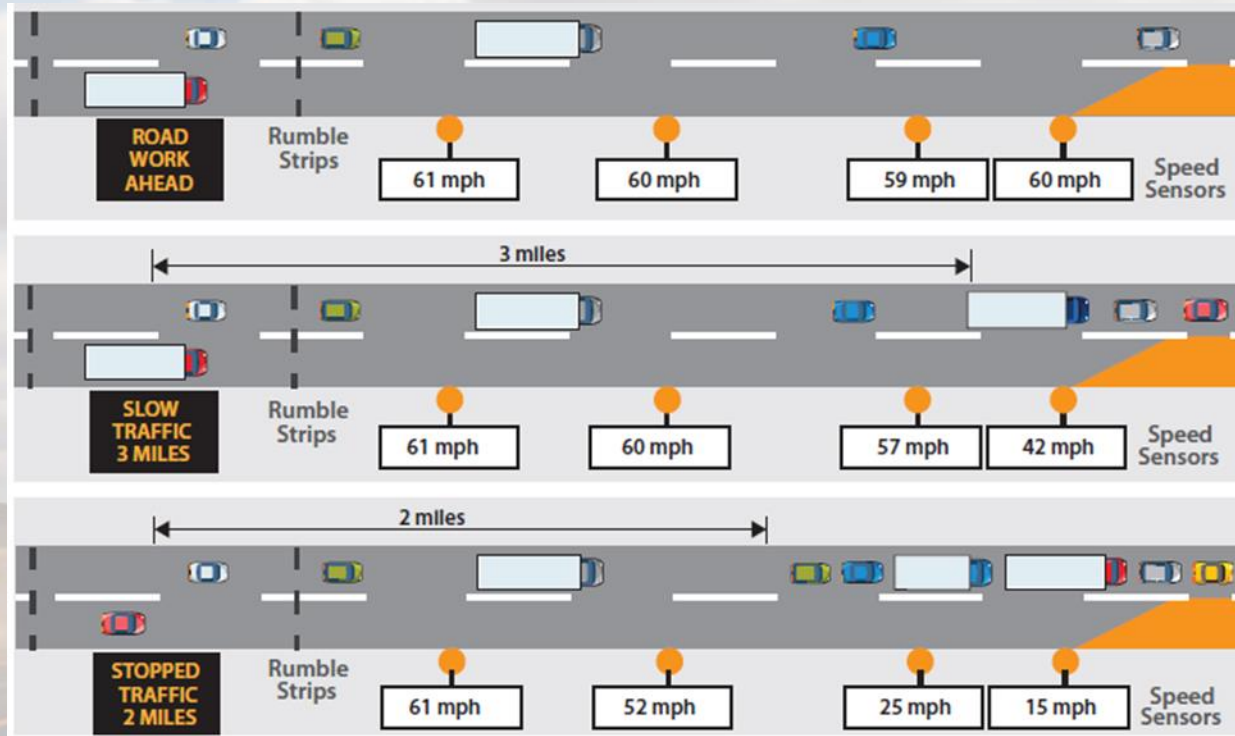 ROAD
WORK
AHEAD
Rumble
Strips
61 mph
60 mph
59 mph
60 mph
Speed
Sensors
3 miles
SLOW
TRAFFIC
3 MILES
Rumble
Strips
61 mph
60 mph
57 mph
42 mph
Speed
Sensors
2 miles
STOPPED
TRAFFIC
2 MILES
Rumble
Strips
61 mph
52 mph
25 mph
15 mph
Speed
Sensors